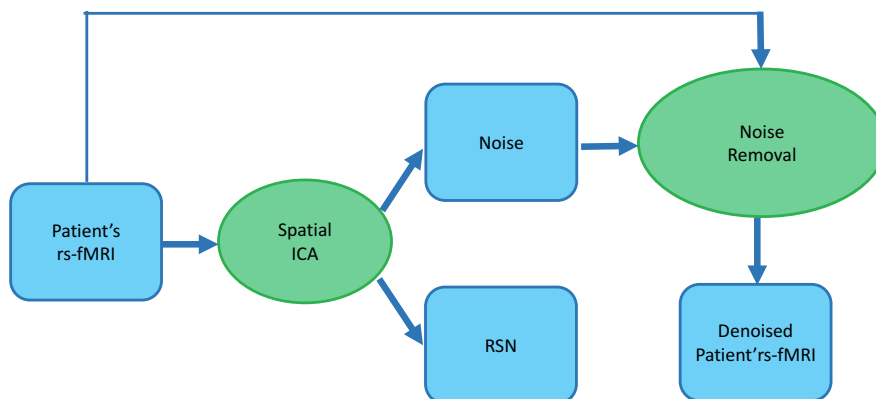 Patient's
rs-fMRI
Spatial
ICA
Noise
RSN
Noise
Removal
Denoised
Patient'rs-fMRI